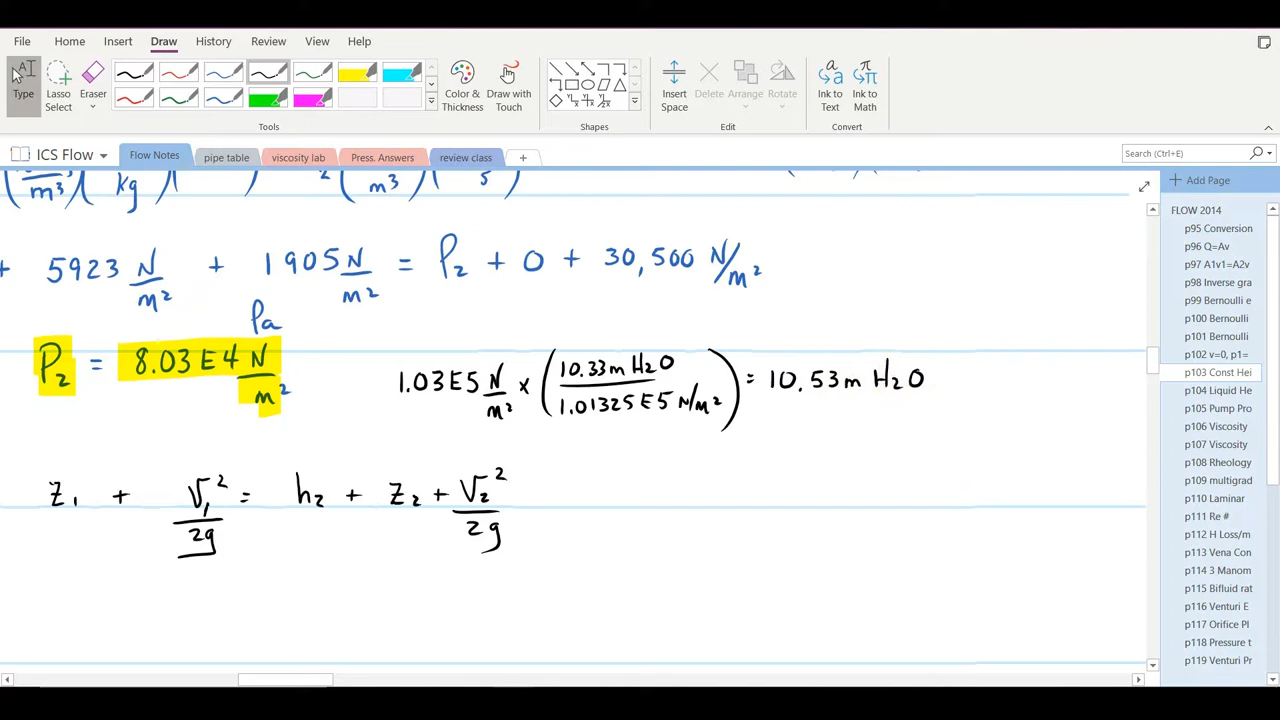 File Home Insert Draw History Review View Help
Type Lasso Select Eraser Color & Thickness Draw with Touch Insert Space Delete Arrange Rotate Ink to Text Ink to Math
Tools Shapes Edit Convert
ICS Flow Flow Notes pipe table viscosity lab Press. Answers review class + Search (Ctrl+E)
Add Page
FLOW 2014
p95 Conversion
p96 Q=Av
p97 A1v1=A2v
p98 Inverse gra
p99 Bernoulli e
p100 Bernoulli
p101 Bernoulli
p102 v=0, p1=
p103 Const Hei
p104 Liquid He
p105 Pump Pro
p106 Viscosity
p107 Viscosity
p108 Rheology
p109 multigrad
p110 Laminar
p111 Re #
p112 H Loss/m
p113 Vena Con
p114 3 Manom
p115 Bifluid rat
p116 Venturi E
p117 Orifice Pl
p118 Pressure t
p119 Venturi Pr
m³ )( kg )( ) 2 ( m³ )( s )
+ 5923 N/m² + 1905 N/m² = P₂ + 0 + 30,500 N/m²
Pa
P₂ = 8.03E4 N/m²
1.03E5 N/m² × (10.33m H₂O / 1.01325E5 N/m²) = 10.53m H₂O
z₁ + v₁²/2g = h₂ + z₂ + v₂²/2g